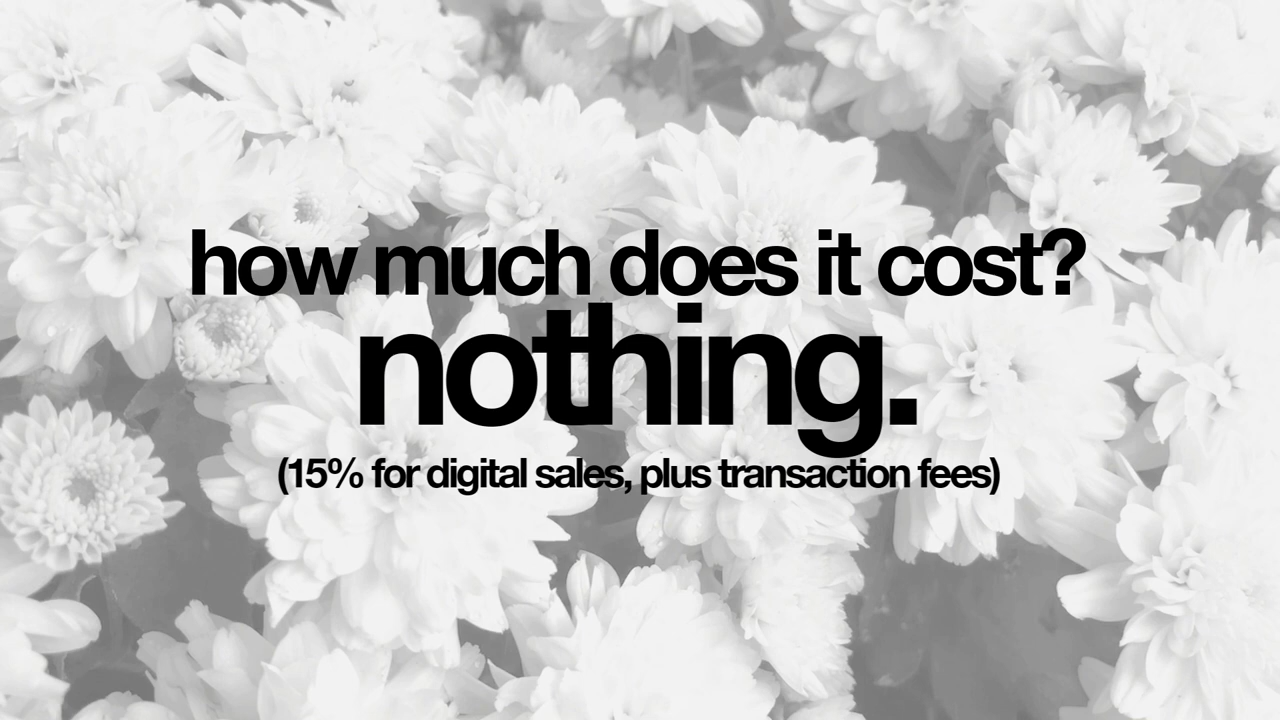 how much does it cost?
nothing.
(15% for digital sales, plus transaction fees)